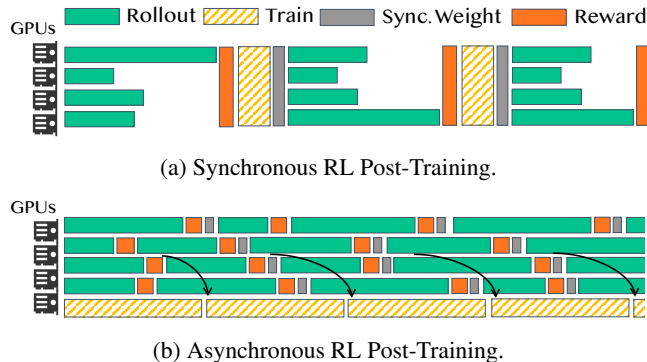 GPUs Rollout Train Sync. Weight Reward
(a) Synchronous RL Post-Training.
GPUs
(b) Asynchronous RL Post-Training.